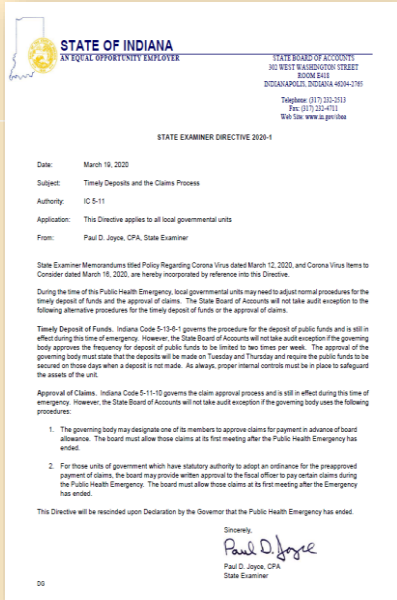 STATE OF INDIANA
AN EQUAL OPPORTUNITY EMPLOYER
STATE BOARD OF ACCOUNTS
302 WEST WASHINGTON STREET
ROOM E418
INDIANAPOLIS, INDIANA 46204-2765
Telephone: (317) 232-2513
Fax: (317) 232-4711
Web Site: www.in.gov/sboa
STATE EXAMINER DIRECTIVE 2020-1
Date: March 19, 2020
Subject: Timely Deposits and the Claims Process
Authority: IC 5-11
Application: This Directive applies to all local governmental units
From: Paul D. Joyce, CPA, State Examiner
State Examiner Memorandums titled Policy Regarding Corona Virus dated March 12, 2020, and Corona Virus Items to
Consider dated March 16, 2020, are hereby incorporated by reference into this Directive.
During the time of this Public Health Emergency, local governmental units may need to adjust normal procedures for the
timely deposit of funds and the approval of claims. The State Board of Accounts will not take audit exception to the
following alternative procedures for the timely deposit of funds or the approval of claims.
Timely Deposit of Funds. Indiana Code 5-13-6-1 governs the procedure for the deposit of public funds and is still in
effect during this time of emergency. However, the State Board of Accounts will not take audit exception if the governing
body approves the frequency for deposit of public funds to be limited to two times per week. The approval of the
governing body must state that the deposits will be made on Tuesday and Thursday and require the public funds to be
secured on those days when a deposit is not made. As always, proper internal controls must be in place to safeguard
the assets of the unit.
Approval of Claims. Indiana Code 5-11-10 governs the claim approval process and is still in effect during this time of
emergency. However, the State Board of Accounts will not take audit exception if the governing body uses the following
procedures:
1. The governing body may designate one of its members to approve claims for payment in advance of board
allowance. The board must allow those claims at its first meeting after the Public Health Emergency has
ended.
2. For those units of government which have statutory authority to adopt an ordinance for the preapproved
payment of claims, the board may provide written approval to the fiscal officer to pay certain claims during
the Public Health Emergency. The board must allow those claims at its first meeting after the Emergency
has ended.
This Directive will be rescinded upon Declaration by the Governor that the Public Health Emergency has ended.
Sincerely,
Paul D. Joyce
Paul D. Joyce, CPA
State Examiner
DG